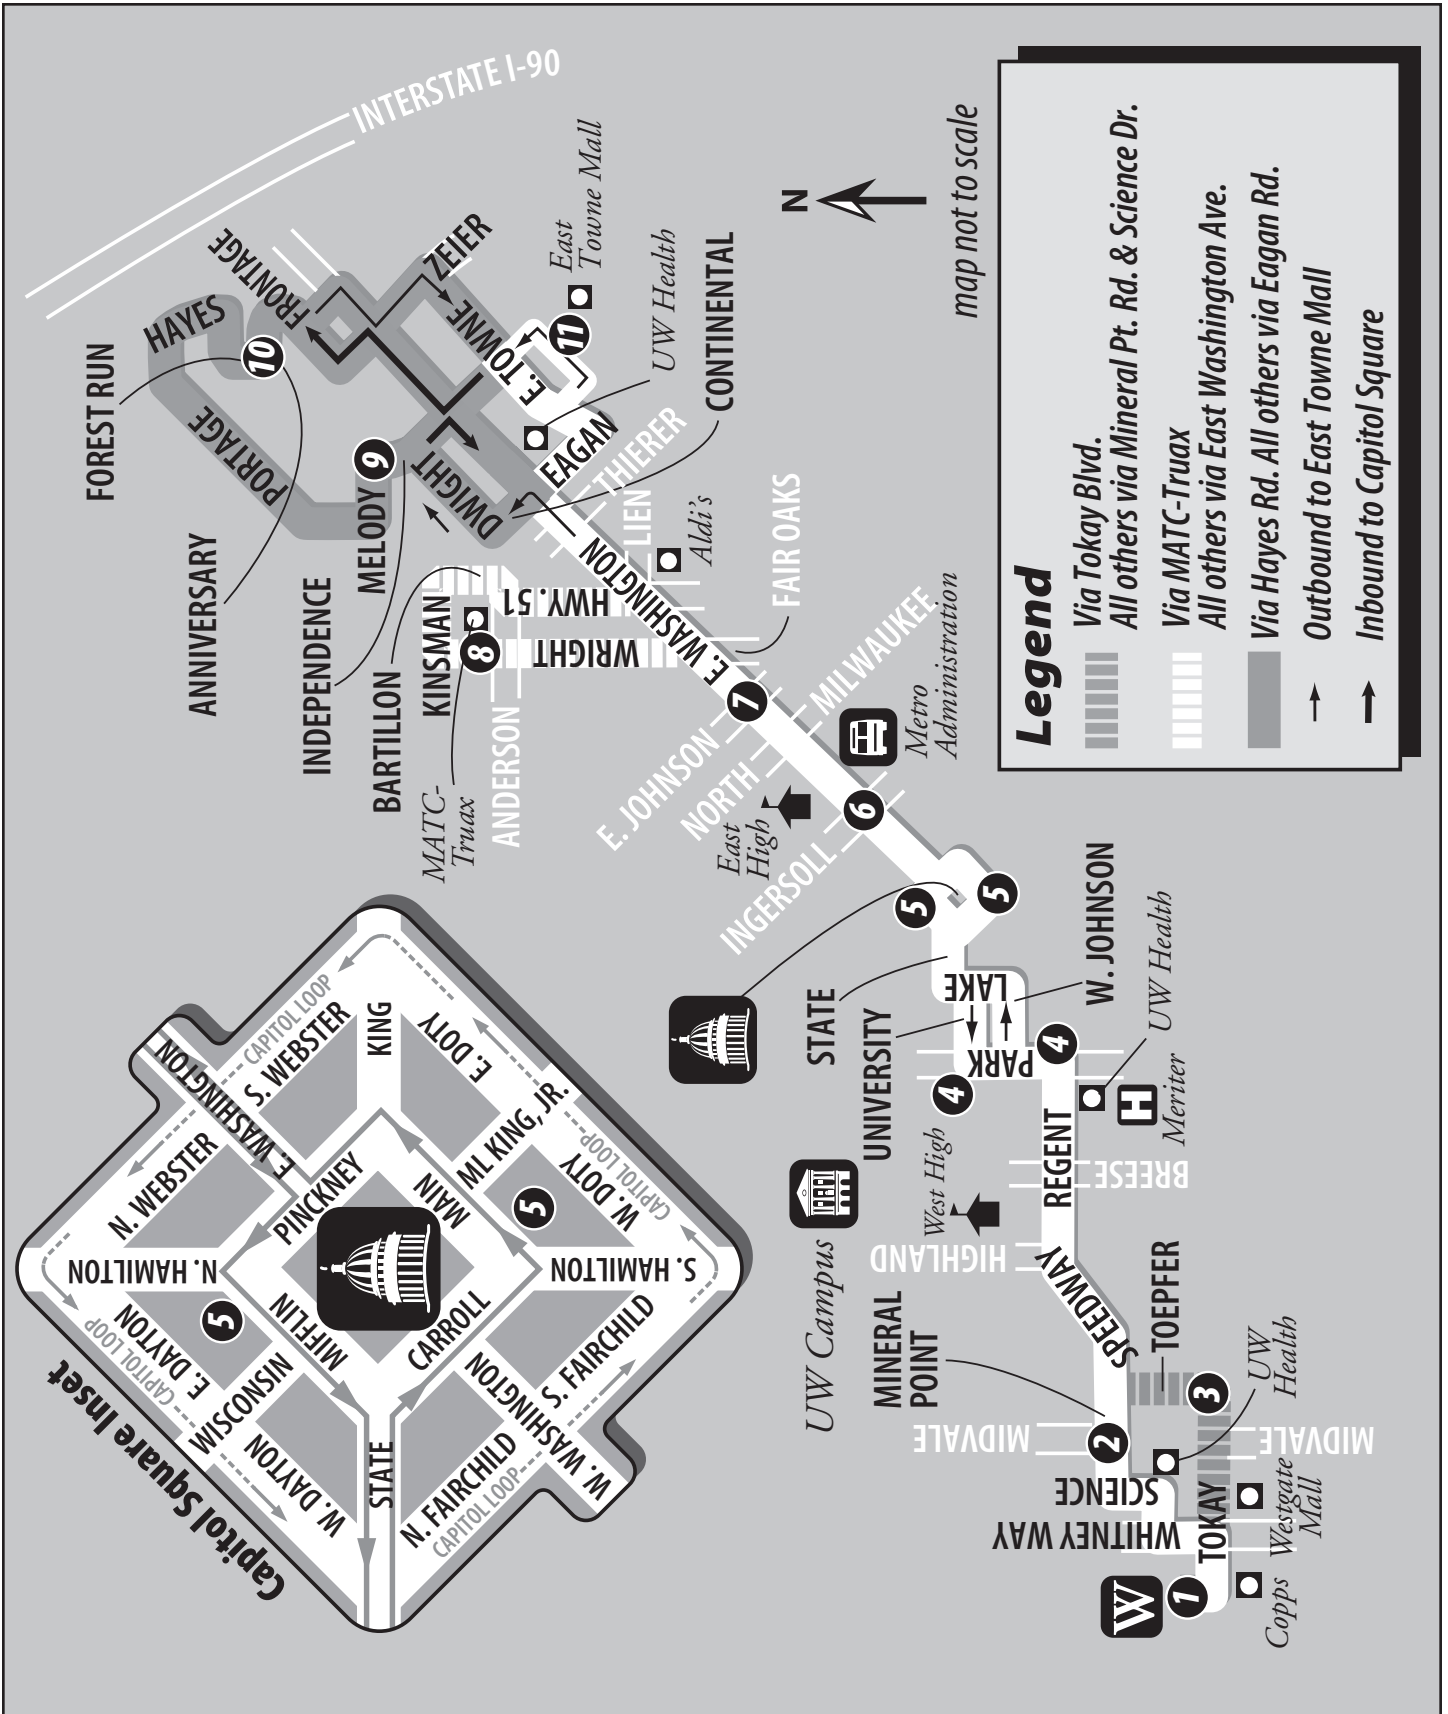 Capitol Square Inset
CAPITOL LOOP
CAPITOL LOOP
CAPITOL LOOP
CAPITOL LOOP
E. WASHINGTON
S. WEBSTER
N. WEBSTER
KING
E. DOTY
ML KING, JR.
W. DOTY
PINCKNEY
MAIN
N. HAMILTON
S. HAMILTON
MIFFLIN
CARROLL
E. DAYTON
WISCONSIN
W. DAYTON
STATE
N. FAIRCHILD
W. WASHINGTON
S. FAIRCHILD
5
5
INTERSTATE I-90
FOREST RUN
HAYES
FRONTAGE
ZEIER
10
PORTAGE
ANNIVERSARY
9
MELODY
INDEPENDENCE
DWIGHT
E. TOWNE
11
East
Towne Mall
UW Health
CONTINENTAL
EAGAN
THIERER
LIEN
Aldi's
FAIR OAKS
BARTILLON
KINSMAN
HWY. 51
WRIGHT
8
MATC-
Truax
ANDERSON
E. WASHINGTON
7
E. JOHNSON
NORTH
MILWAUKEE
Metro
Administration
East
High
6
INGERSOLL
5
5
STATE
UNIVERSITY
LAKE
W. JOHNSON
PARK
4
4
UW Health
H
Meriter
UW Campus
West High
REGENT
BREESE
HIGHLAND
SPEEDWAY
MINERAL
POINT
TOEPFER
UW
Health
3
MIDVALE
MIDVALE
2
SCIENCE
WHITNEY WAY
TOKAY
Westgate
Mall
W
1
Copps
N
map not to scale
Legend
Via Tokay Blvd.
All others via Mineral Pt. Rd. & Science Dr.
Via MATC-Truax
All others via East Washington Ave.
Via Hayes Rd. All others via Eagan Rd.
Outbound to East Towne Mall
Inbound to Capitol Square